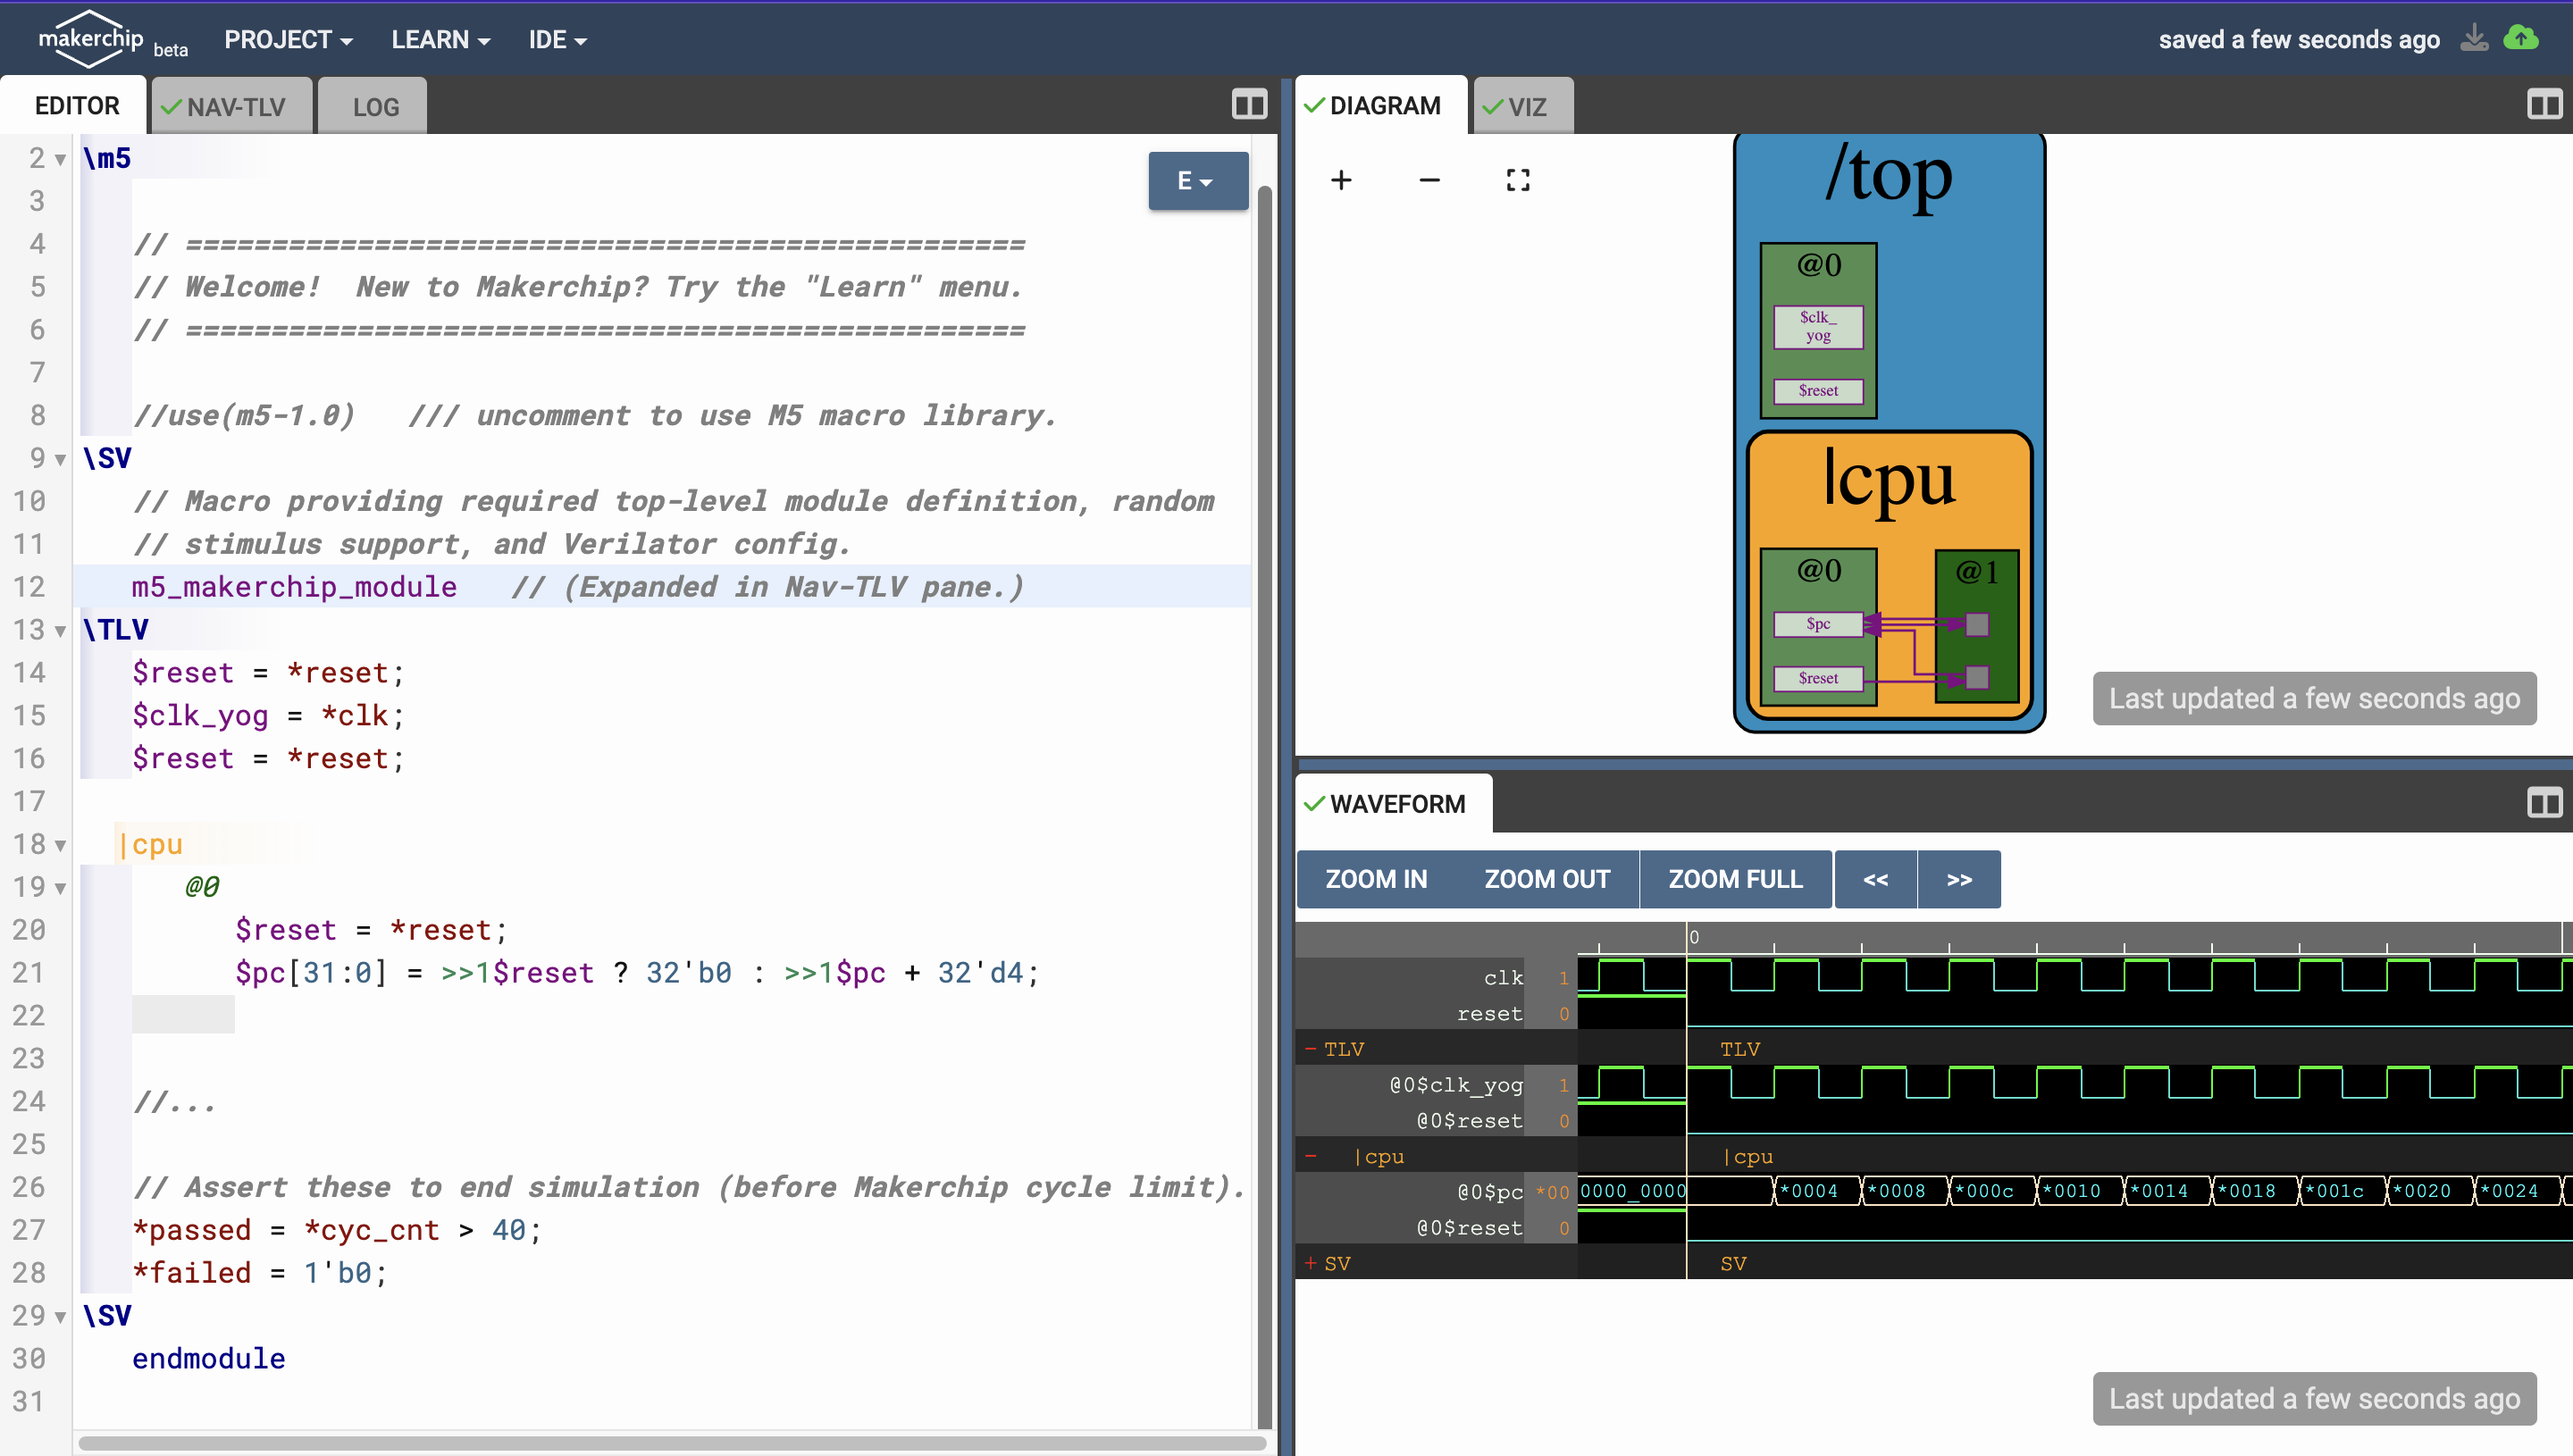 makerchip beta PROJECT LEARN IDE saved a few seconds ago
EDITOR NAV-TLV LOG
2 \m5
3
4 // =================================================
5 // Welcome!  New to Makerchip? Try the "Learn" menu.
6 // =================================================
7
8 //use(m5-1.0)   /// uncomment to use M5 macro library.
9 \SV
10 // Macro providing required top-level module definition, random
11 // stimulus support, and Verilator config.
12 m5_makerchip_module   // (Expanded in Nav-TLV pane.)
13 \TLV
14 $reset = *reset;
15 $clk_yog = *clk;
16 $reset = *reset;
17
18 |cpu
19 @0
20 $reset = *reset;
21 $pc[31:0] = >>1$reset ? 32'b0 : >>1$pc + 32'd4;
22
23
24 //...
25
26 // Assert these to end simulation (before Makerchip cycle limit).
27 *passed = *cyc_cnt > 40;
28 *failed = 1'b0;
29 \SV
30 endmodule
31
E
DIAGRAM VIZ
+ −
/top
@0
$clk_
yog
$reset
|cpu
@0 @1
$pc
$reset
Last updated a few seconds ago
WAVEFORM
ZOOM IN ZOOM OUT ZOOM FULL << >>
0
clk 1
reset 0
− TLV TLV
@0$clk_yog 1
@0$reset 0
− |cpu |cpu
@0$pc *00 0000_0000 *0004 *0008 *000c *0010 *0014 *0018 *001c *0020 *0024
@0$reset 0
+ SV SV
Last updated a few seconds ago